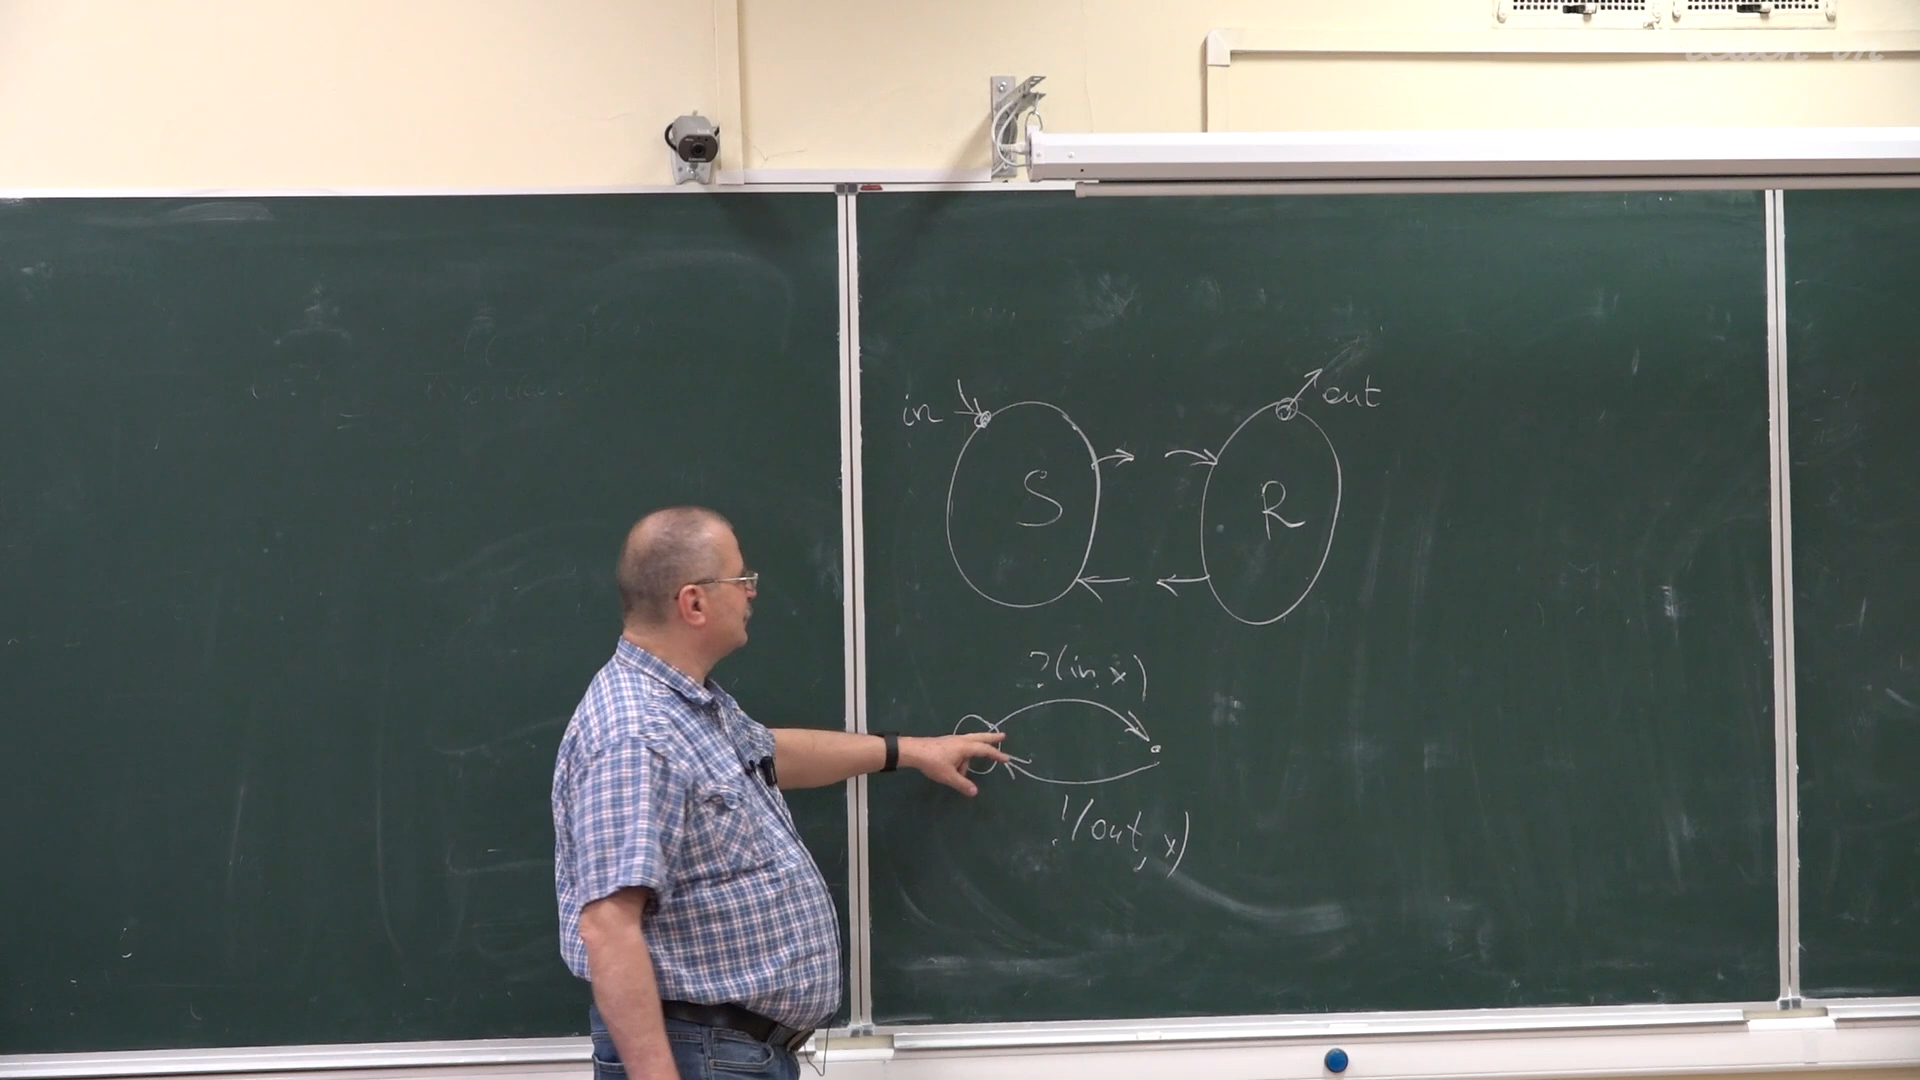 in
out
S
R
?(in, x)
!(out, x)